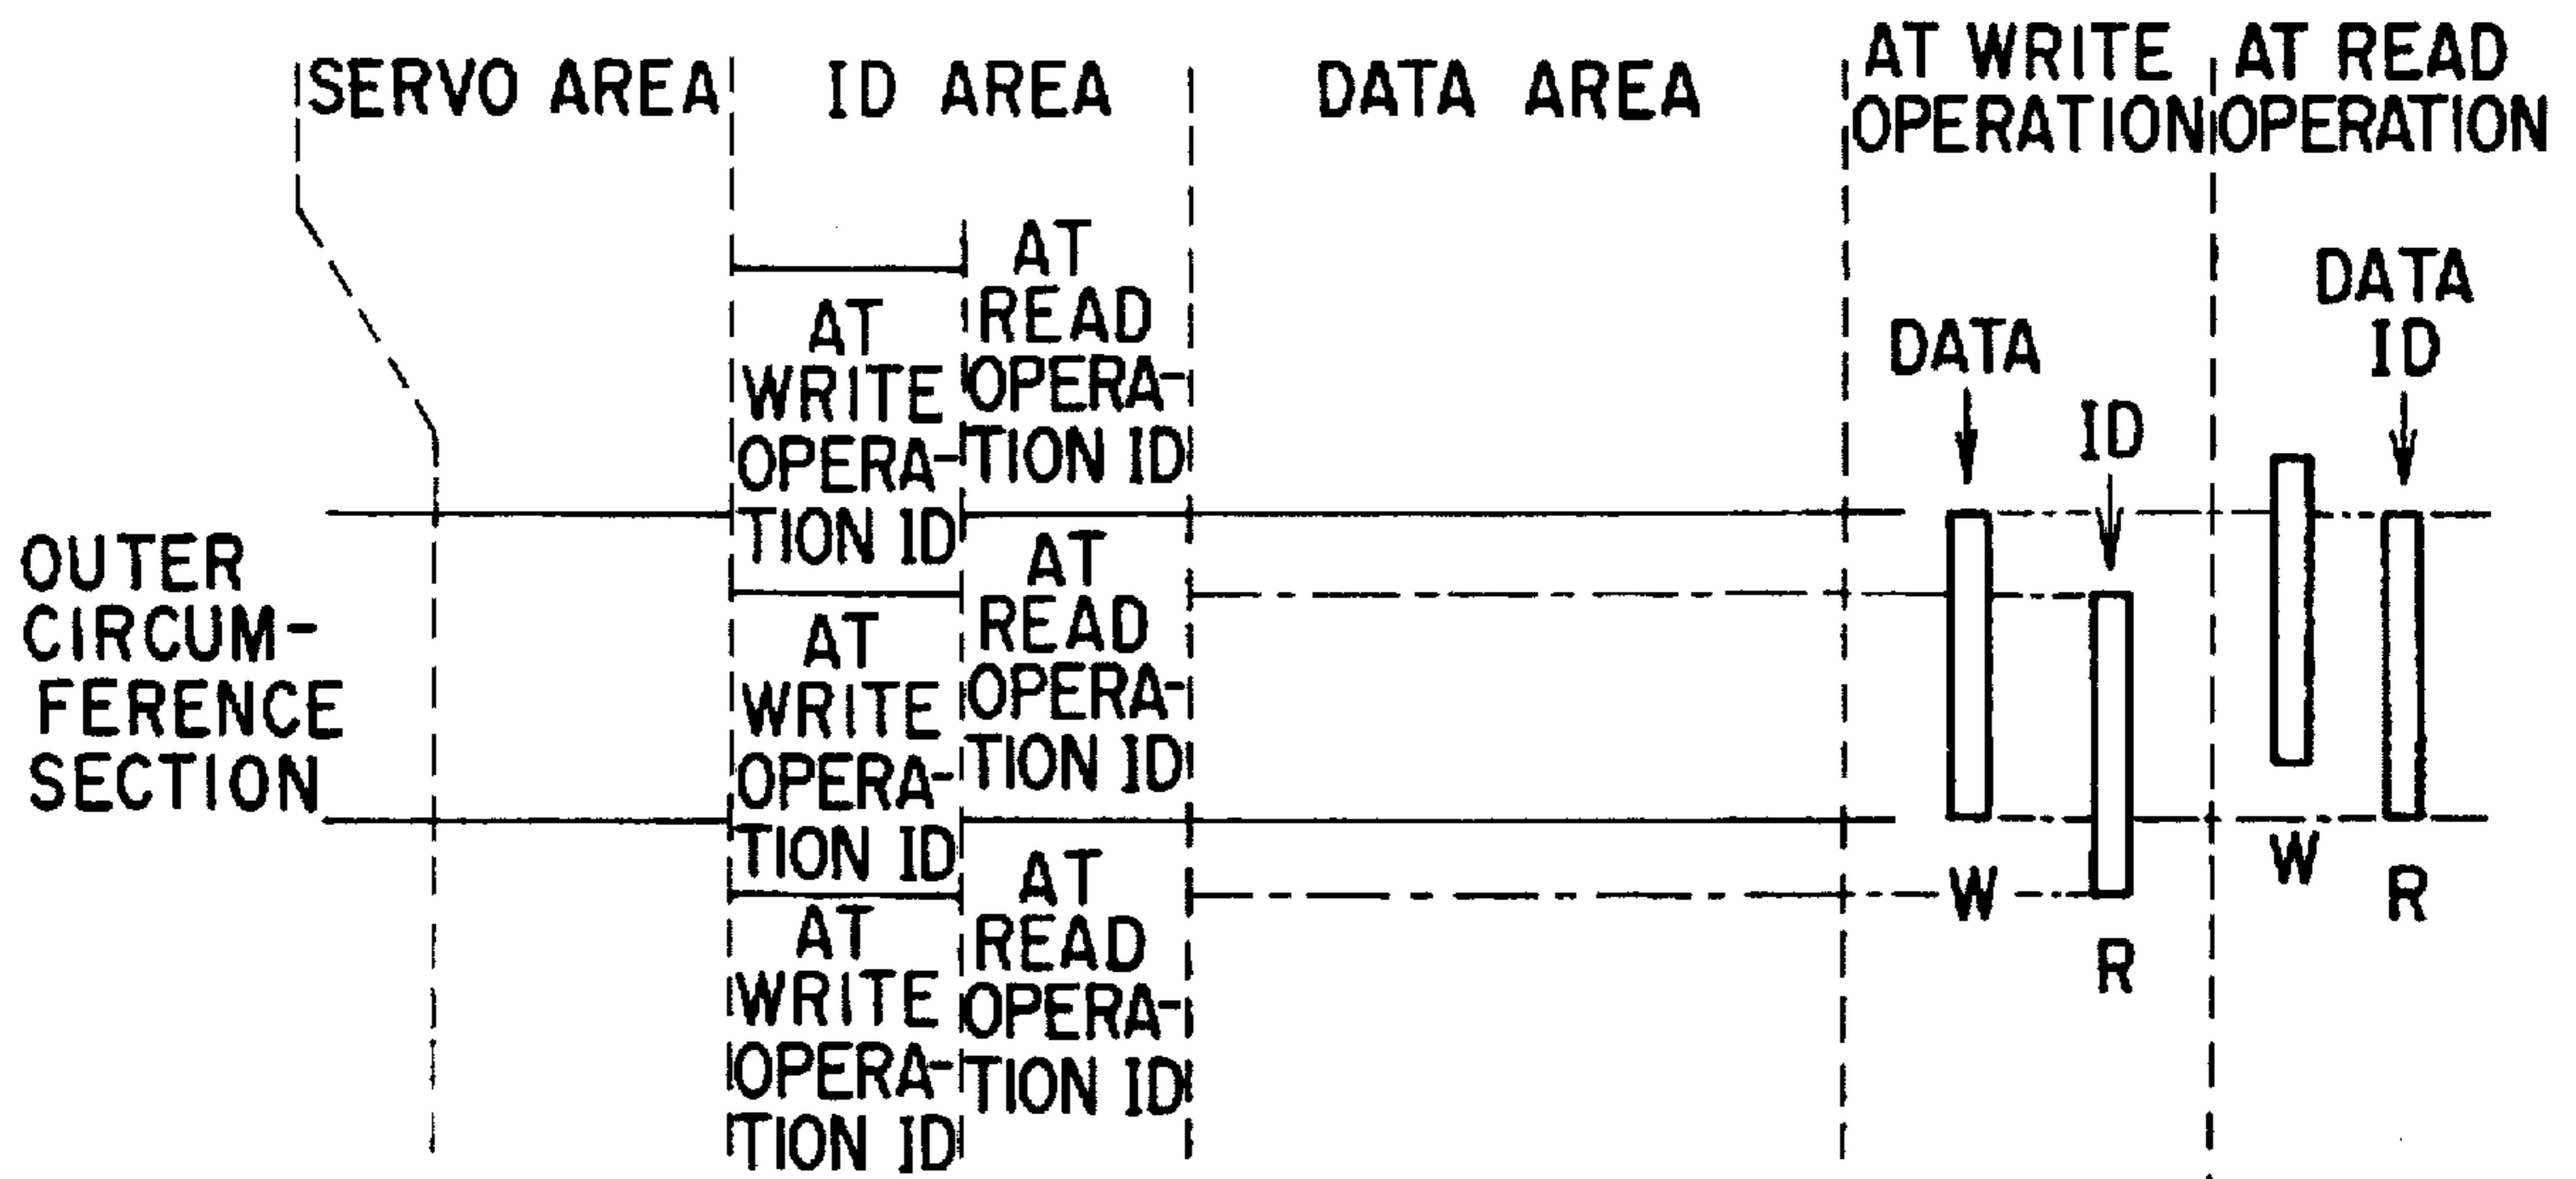 SERVO AREA
ID AREA
DATA AREA
AT WRITE
OPERATION
AT READ
OPERATION
AT
WRITE
OPERA-
TION ID
AT
READ
OPERA-
TION ID
AT
WRITE
OPERA-
TION ID
AT
READ
OPERA-
TION ID
AT
WRITE
OPERA-
TION ID
AT
READ
OPERA-
TION ID
OUTER
CIRCUM-
FERENCE
SECTION
DATA
ID
W
R
DATA
ID
W
R